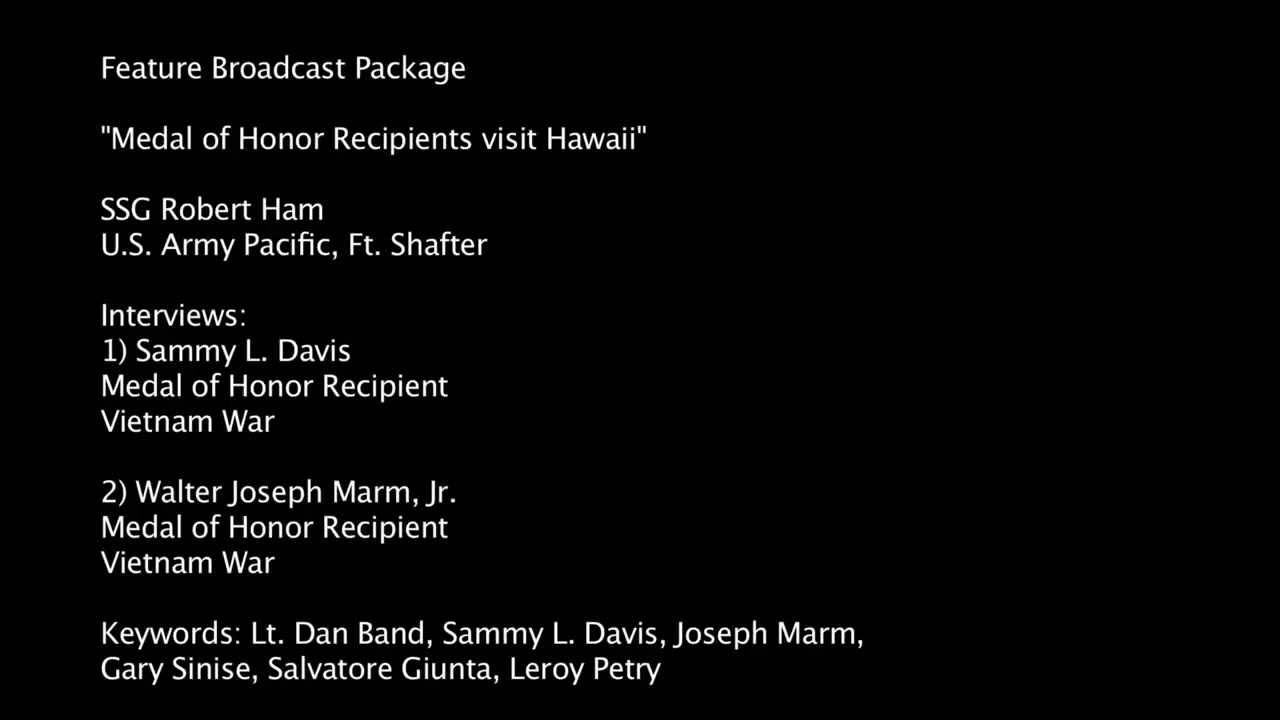 Feature Broadcast Package
"Medal of Honor Recipients visit Hawaii"
SSG Robert Ham
U.S. Army Pacific, Ft. Shafter
Interviews:
1) Sammy L. Davis
Medal of Honor Recipient
Vietnam War
2) Walter Joseph Marm, Jr.
Medal of Honor Recipient
Vietnam War
Keywords: Lt. Dan Band, Sammy L. Davis, Joseph Marm,
Gary Sinise, Salvatore Giunta, Leroy Petry